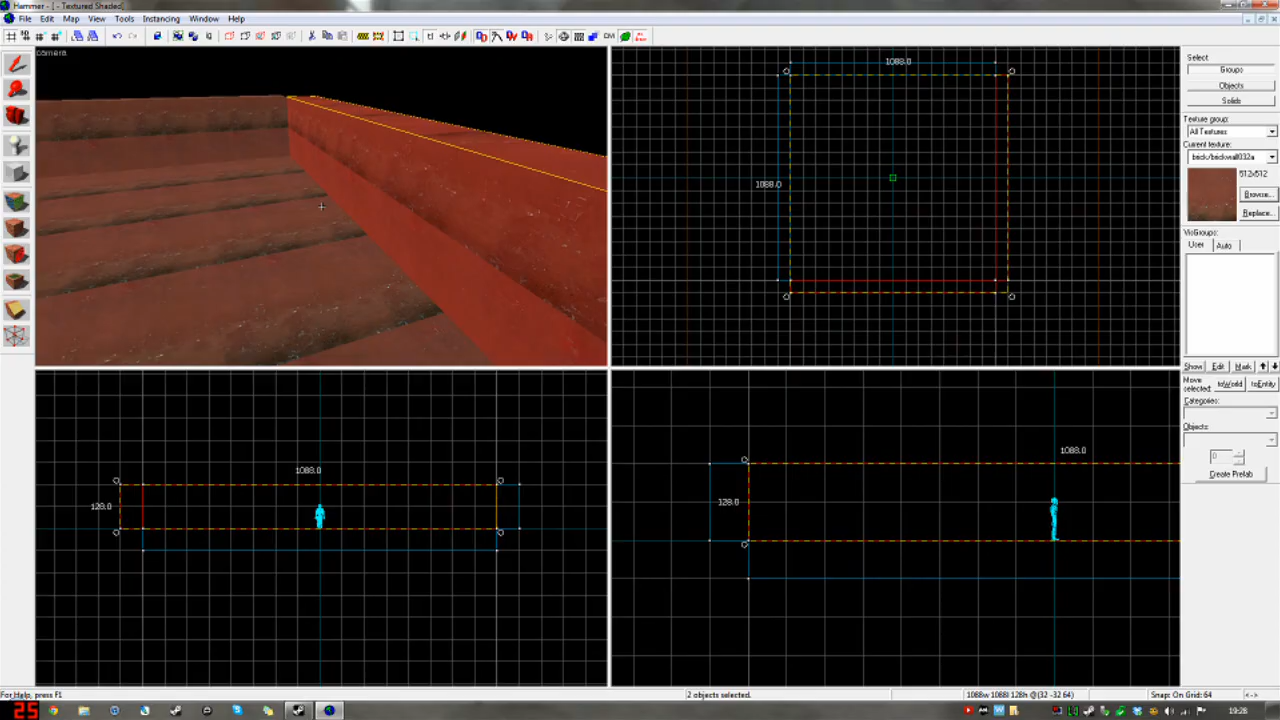 Hammer - [ - Textured Shaded]
File Edit Map View Tools Instancing Window Help
camera
1088.0
1088.0
1088.0
128.0
1088.0
128.0
Select:
Groups
Objects
Solids
Texture group:
All Textures
Current texture:
brick/brickwall032a
512x512
Browse...
Replace...
VisGroups:
User Auto
Show Edit Mark
Move selected:
toWorld toEntity
Categories:
Objects:
0
Create Prefab
For Help, press F1
2 objects selected.
1088w 1088l 128h @(32 -32 64)
Snap: On Grid: 64
<->
25
19:28